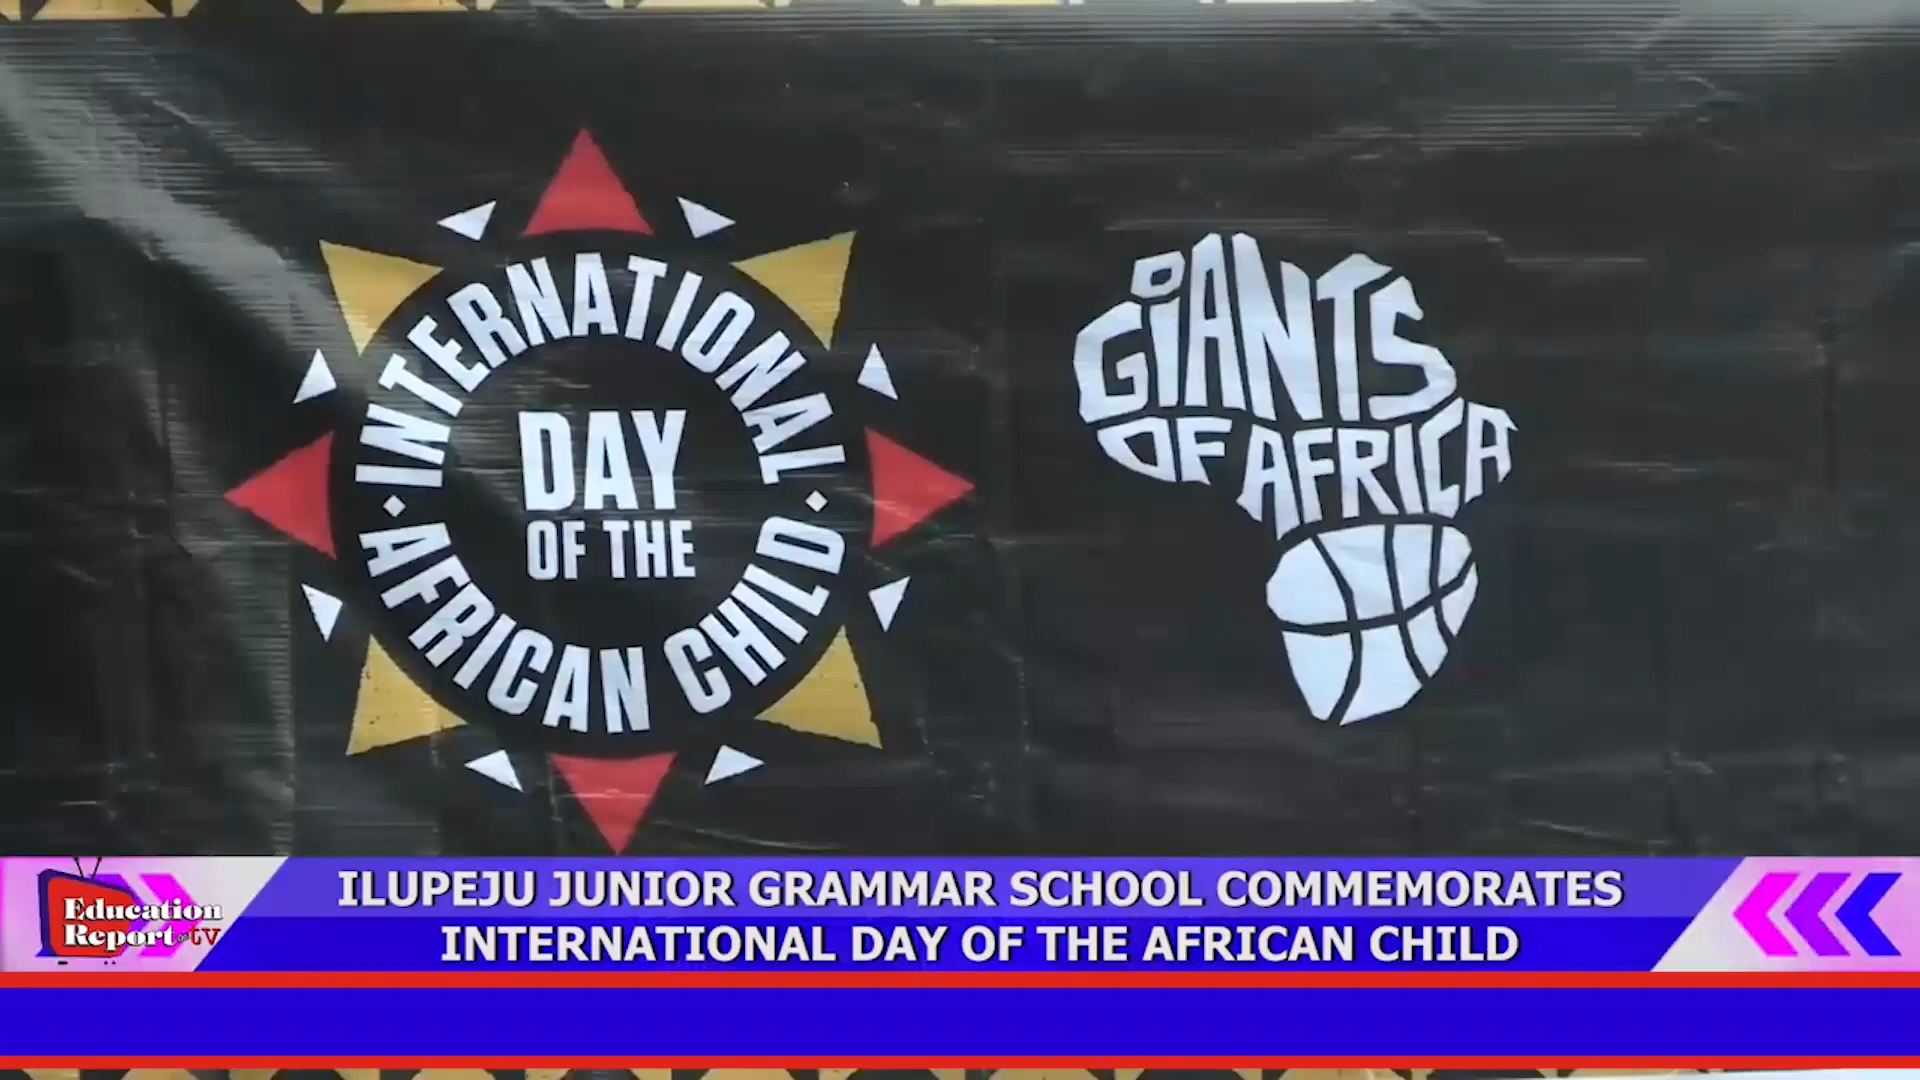 INTERNATIONAL
DAY
OF THE
AFRICAN CHILD
GiANTS
OF AFRICA
ILUPEJU JUNIOR GRAMMAR SCHOOL COMMEMORATES
INTERNATIONAL DAY OF THE AFRICAN CHILD
Education
Report tv